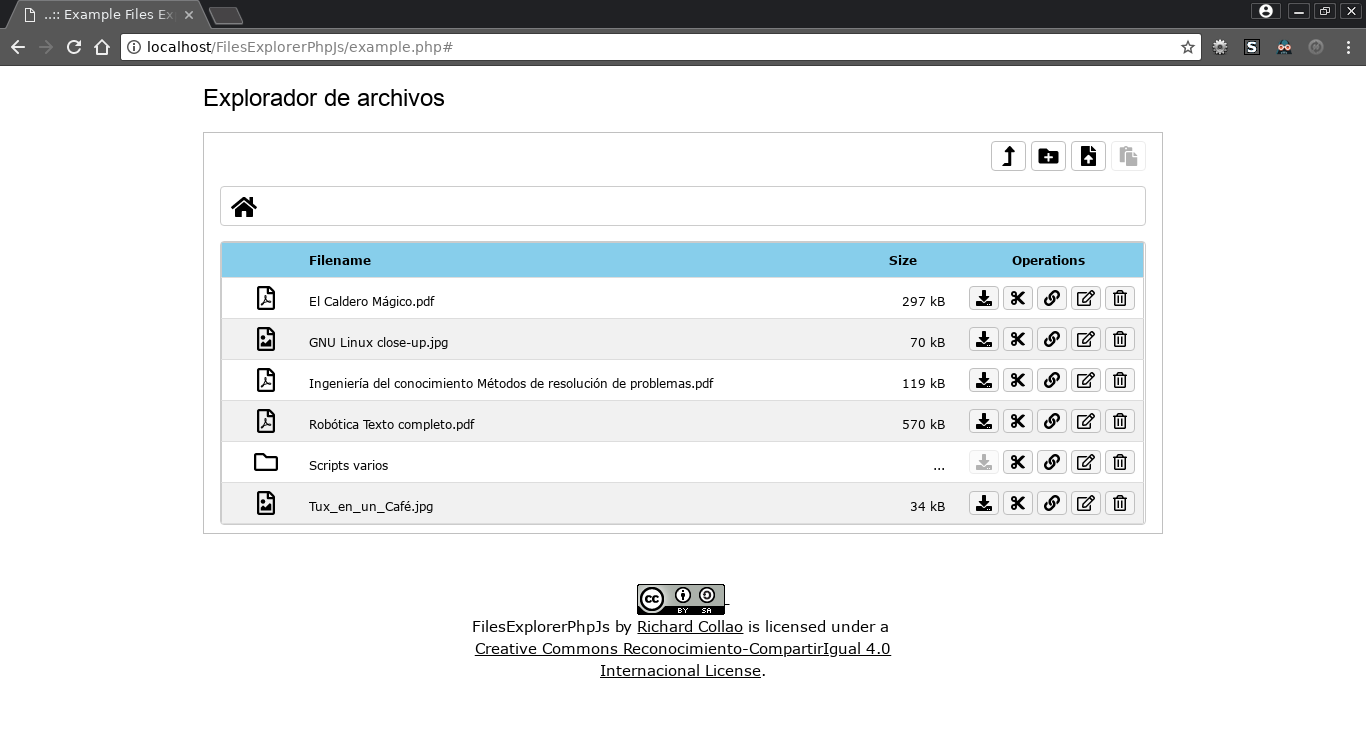 ..:: Example Files Ex
localhost/FilesExplorerPhpJs/example.php#
S
Explorador de archivos
Filename Size Operations
El Caldero Mágico.pdf 297 kB
GNU Linux close-up.jpg 70 kB
Ingeniería del conocimiento Métodos de resolución de problemas.pdf 119 kB
Robótica Texto completo.pdf 570 kB
Scripts varios ...
Tux_en_un_Café.jpg 34 kB
cc BY SA
FilesExplorerPhpJs by Richard Collao is licensed under a
Creative Commons Reconocimiento-CompartirIgual 4.0
Internacional License.